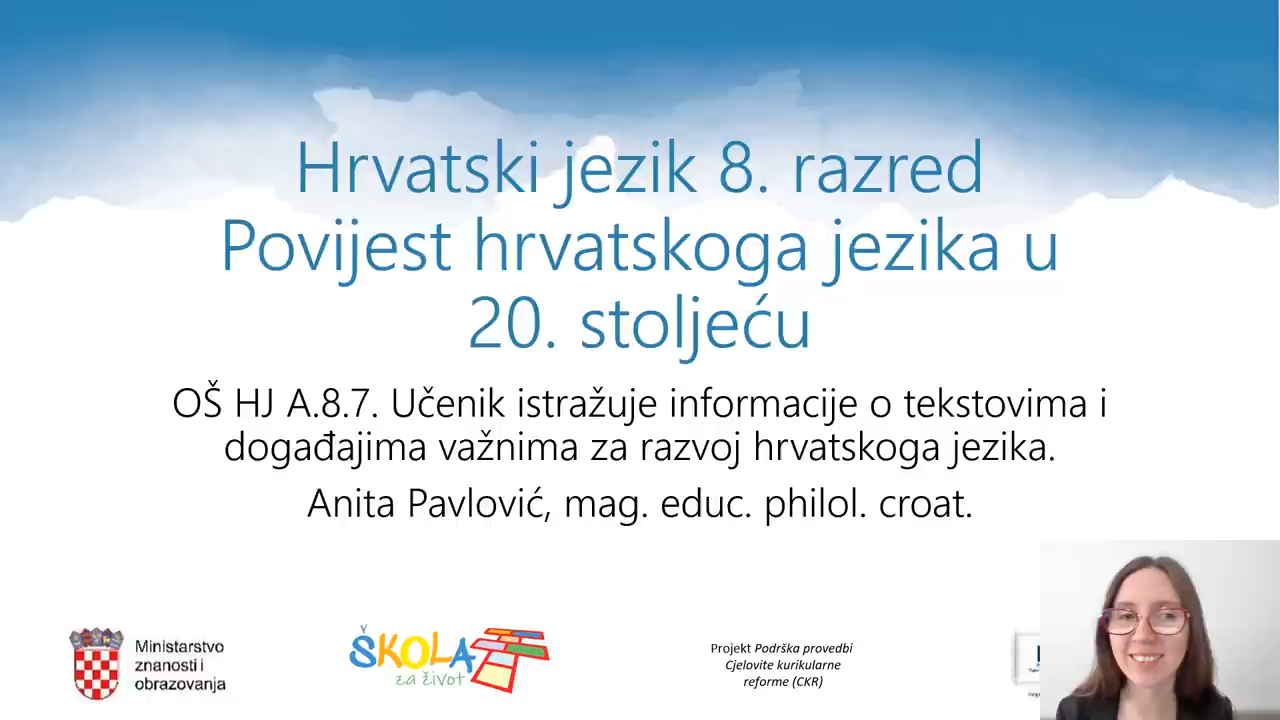 Hrvatski jezik 8. razred
Povijest hrvatskoga jezika u
20. stoljeću
OŠ HJ A.8.7. Učenik istražuje informacije o tekstovima i
događajima važnima za razvoj hrvatskoga jezika.
Anita Pavlović, mag. educ. philol. croat.
Ministarstvo
znanosti i
obrazovanja
ŠKOLA
za život
Projekt Podrška provedbi
Cjelovite kurikularne
reforme (CKR)